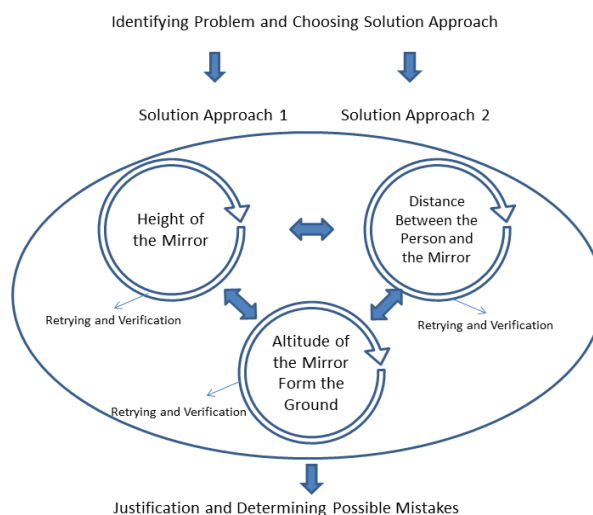 Identifying Problem and Choosing Solution Approach
Solution Approach 1
Solution Approach 2
Height of
the Mirror
Distance
Between the
Person and
the Mirror
Retrying and Verification
Retrying and Verification
Altitude of
the Mirror
Form the
Ground
Retrying and Verification
Justification and Determining Possible Mistakes